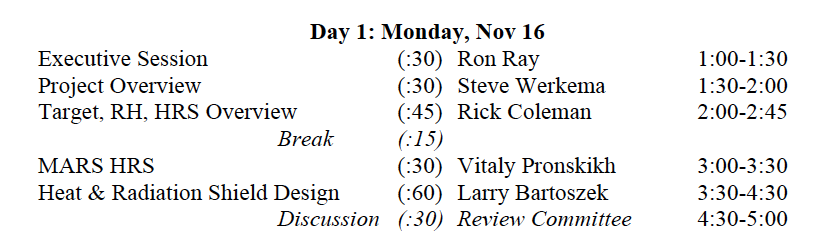 Day 1: Monday, Nov 16
Executive Session (:30) Ron Ray 1:00-1:30
Project Overview (:30) Steve Werkema 1:30-2:00
Target, RH, HRS Overview (:45) Rick Coleman 2:00-2:45
Break (:15)
MARS HRS (:30) Vitaly Pronskikh 3:00-3:30
Heat & Radiation Shield Design (:60) Larry Bartoszek 3:30-4:30
Discussion (:30) Review Committee 4:30-5:00